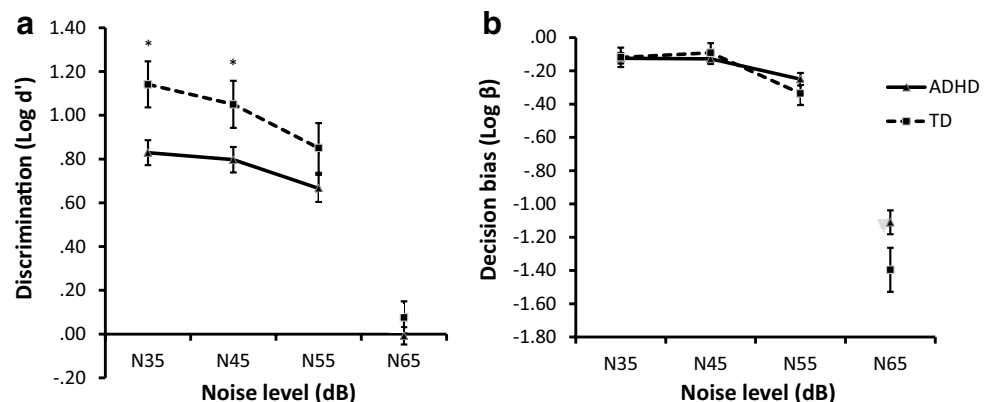 a
Discrimination (Log d')
1.40
1.20
1.00
.80
.60
.40
.20
.00
-.20
*
*
N35 N45 N55 N65
Noise level (dB)
b
Decision bias (Log β)
.00
-.20
-.40
-.60
-.80
-1.00
-1.20
-1.40
-1.60
-1.80
N35 N45 N55 N65
Noise level (dB)
ADHD
TD